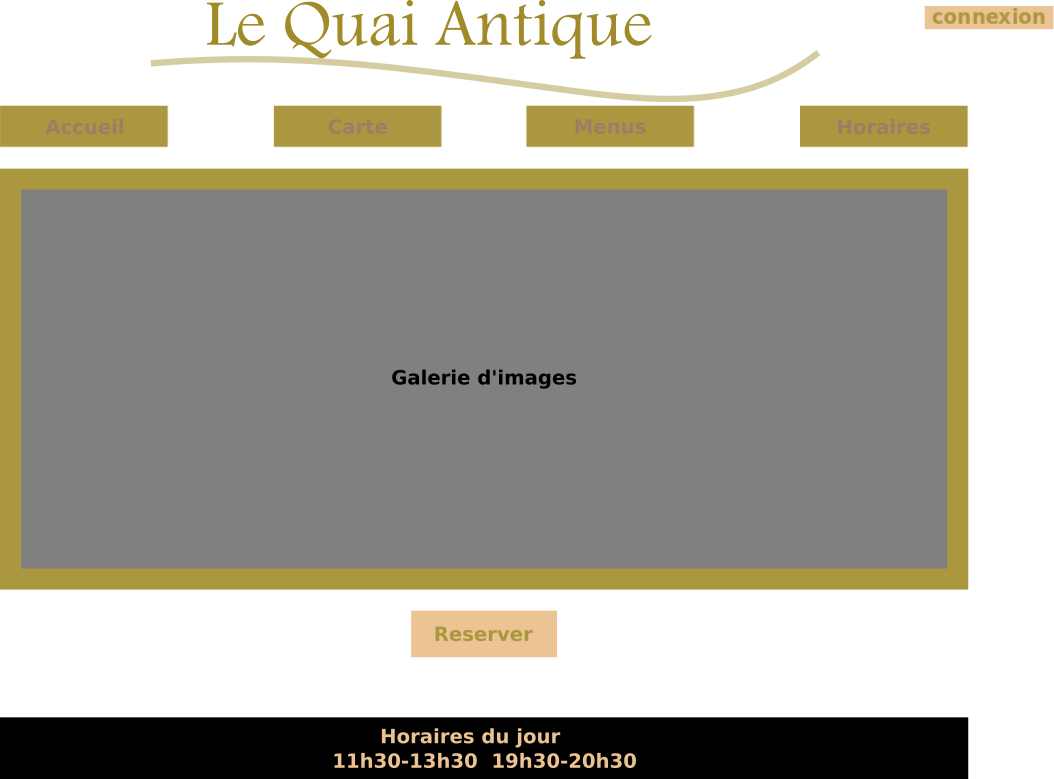 Le Quai Antique
connexion
Accueil
Carte
Menus
Horaires
Galerie d'images
Reserver
Horaires du jour
11h30-13h30 19h30-20h30